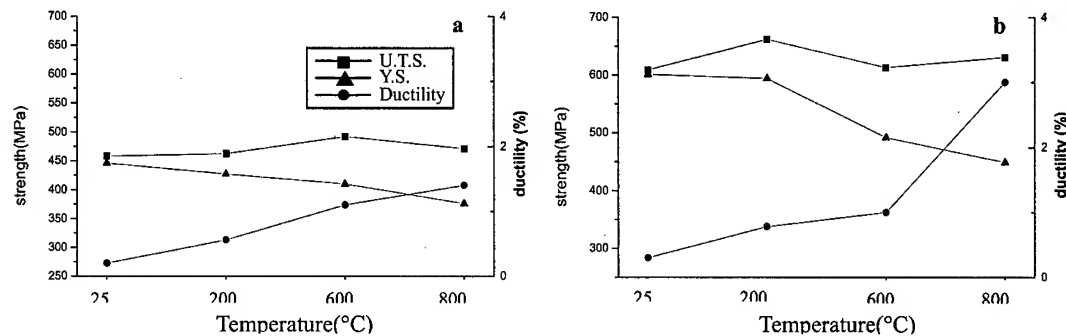 a
700
650
600
550
500
450
400
350
300
250
strength(MPa)
U.T.S.
Y.S.
Ductility
4
2
0
ductility (%)
25
200
600
800
Temperature(°C)
b
700
600
500
400
300
strength(MPa)
4
2
0
ductility (%)
25
200
600
800
Temperature(°C)